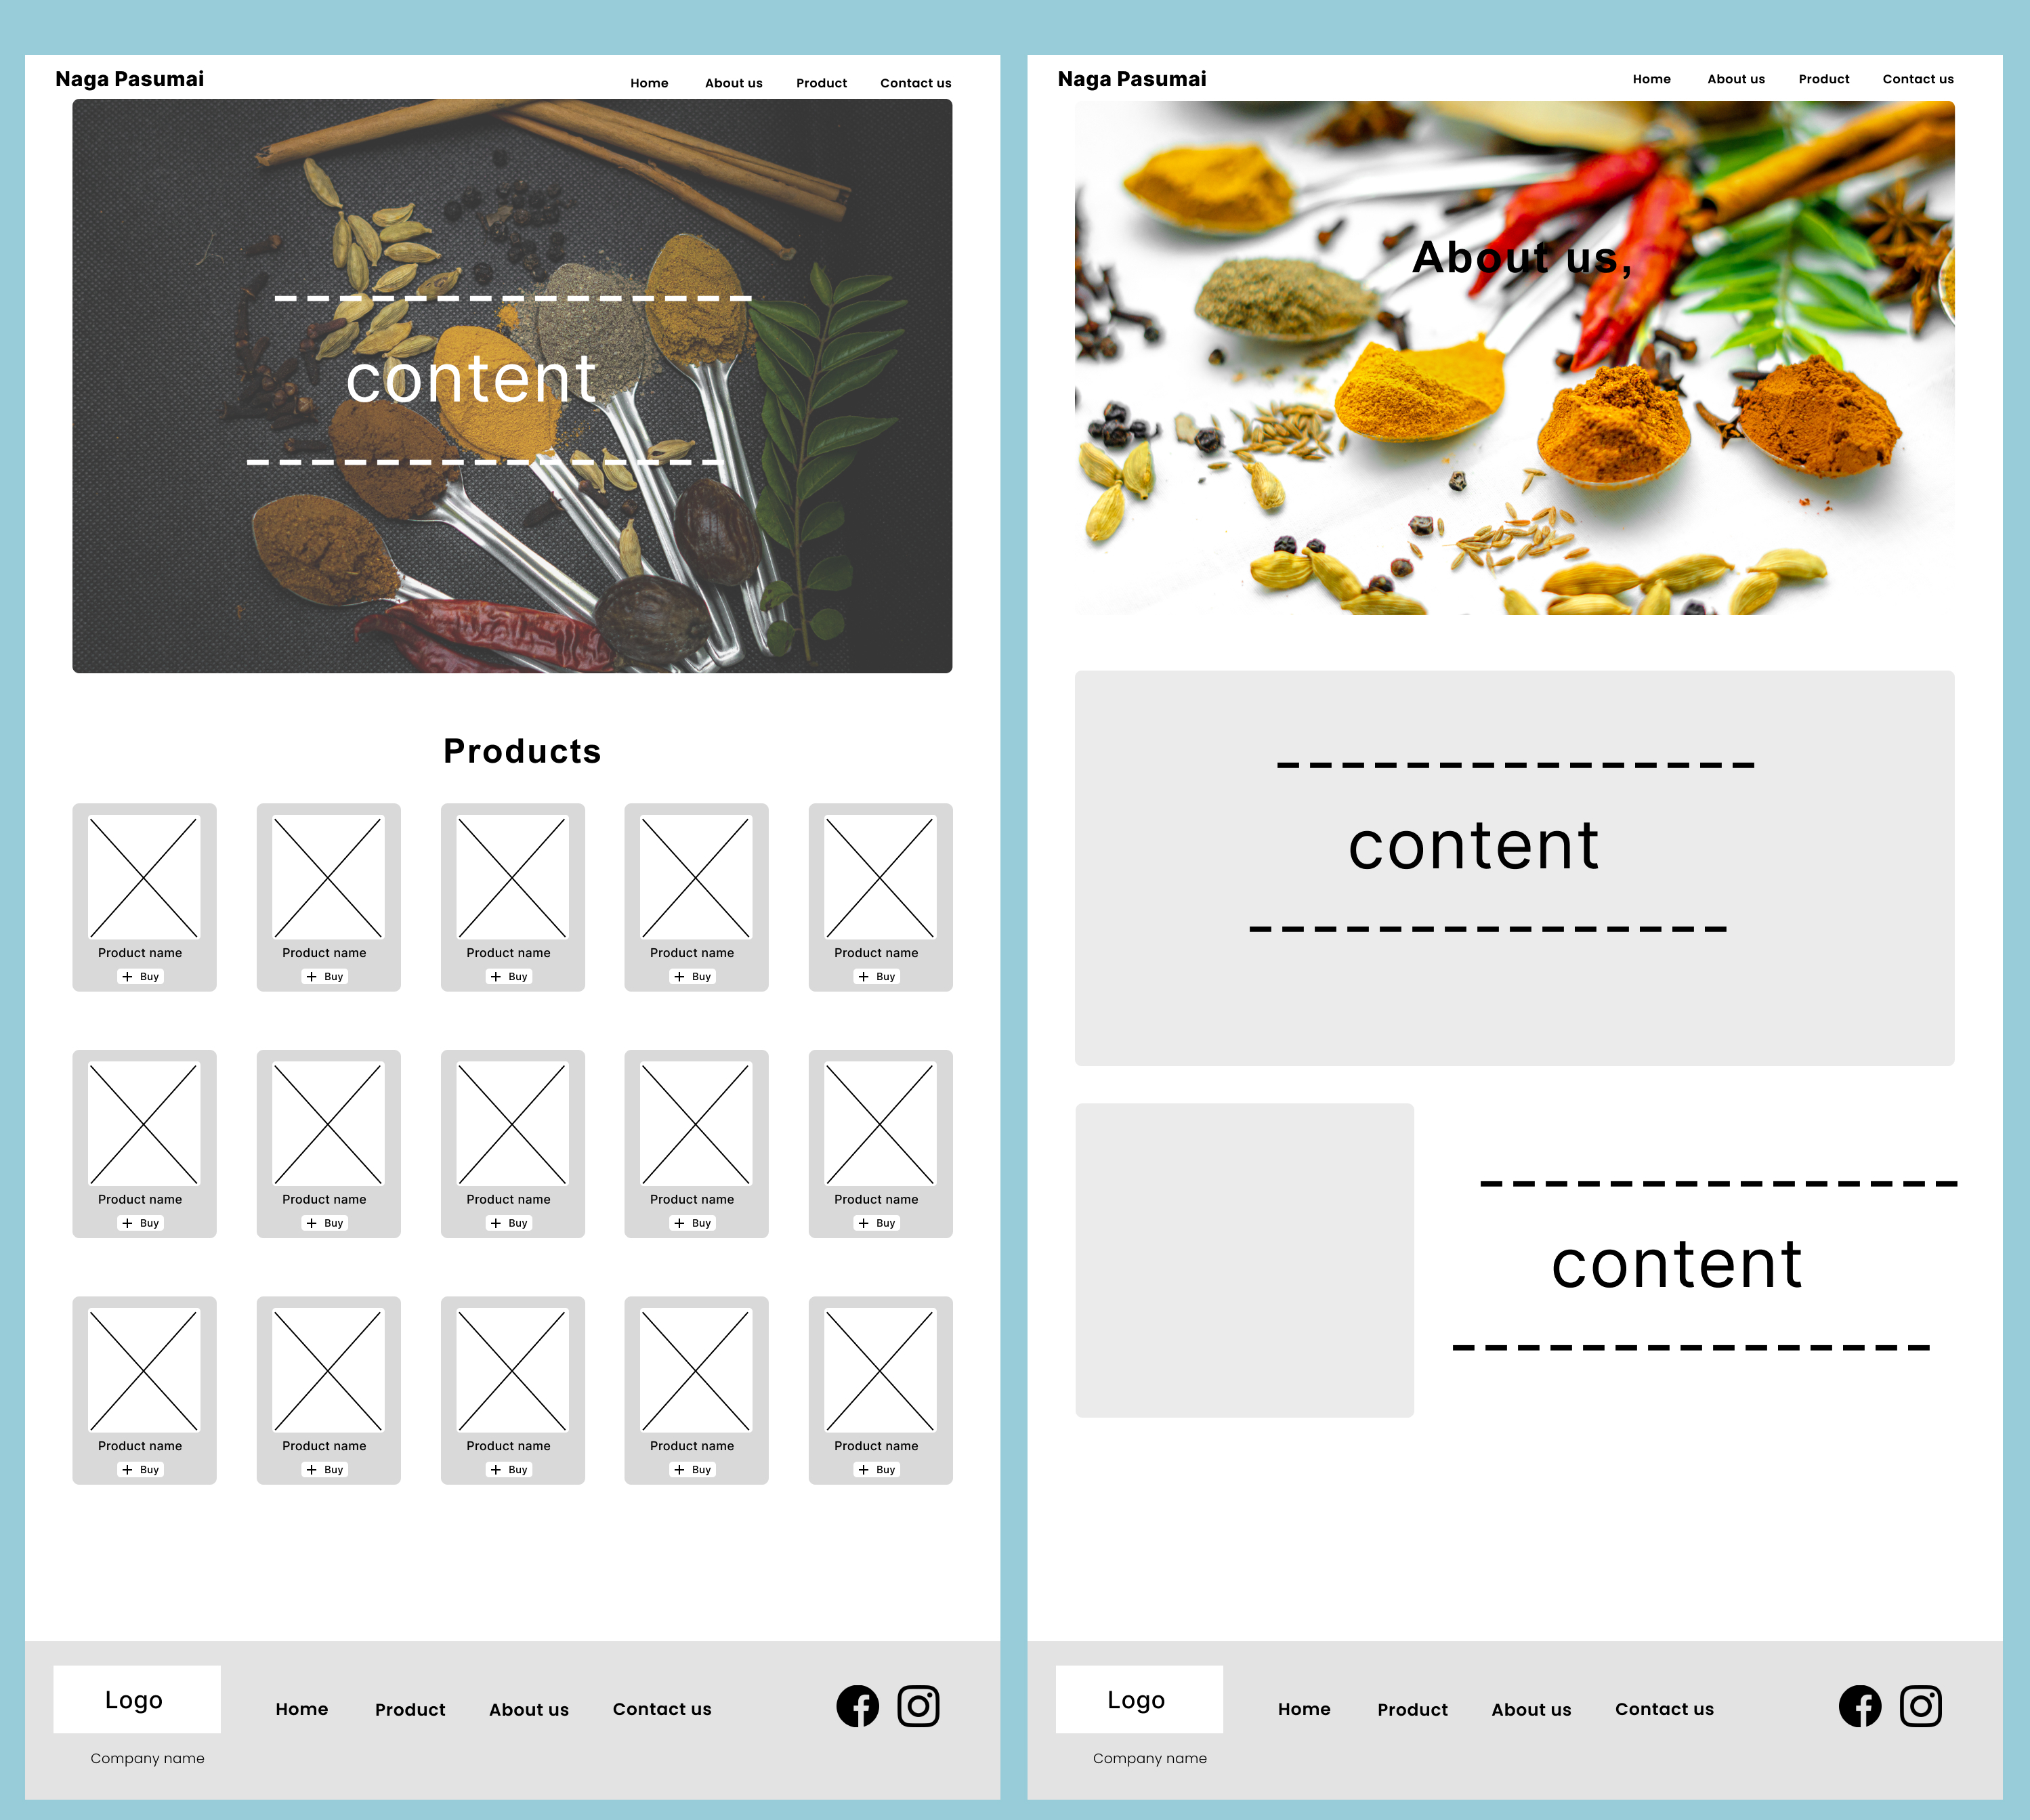 Naga Pasumai
Home About us Product Contact us
content
Products
Product name Product name Product name Product name Product name
Buy Buy Buy Buy Buy
Product name Product name Product name Product name Product name
Buy Buy Buy Buy Buy
Product name Product name Product name Product name Product name
Buy Buy Buy Buy Buy
Logo
Home Product About us Contact us
Company name
Naga Pasumai
Home About us Product Contact us
About us,
content
content
Logo
Home Product About us Contact us
Company name